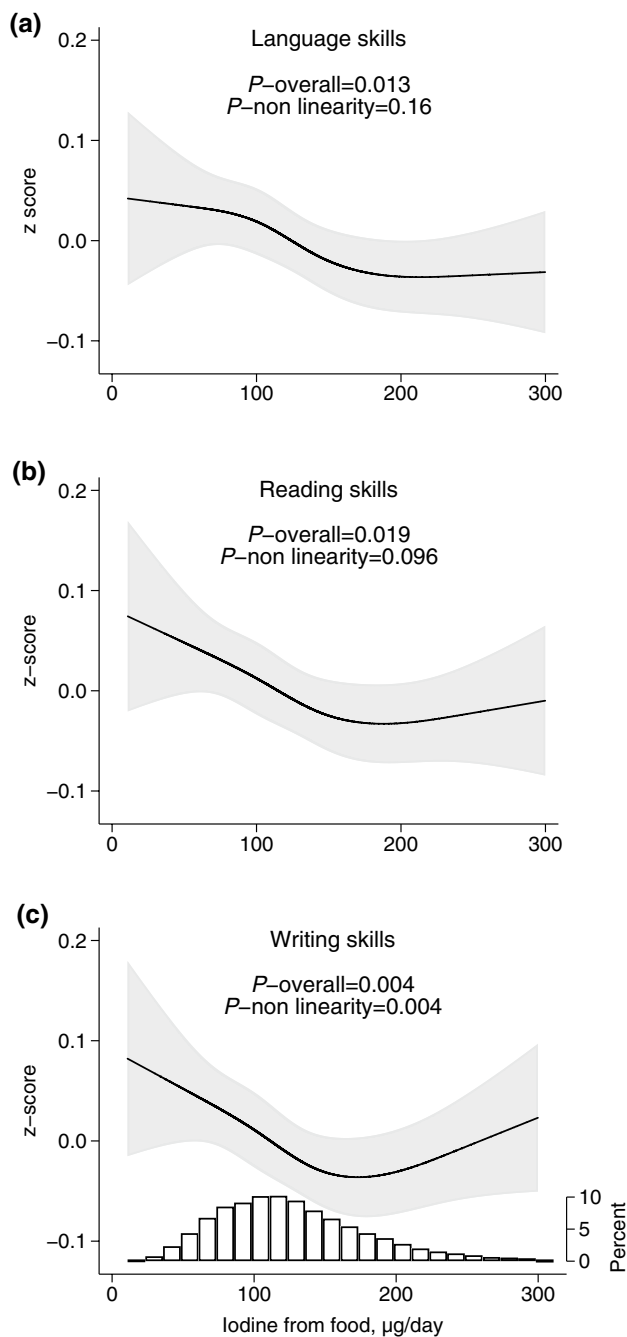 (a)
Language skills
P−overall=0.013
P−non linearity=0.16
z score
0.2
0.1
0.0
−0.1
0 100 200 300
(b)
Reading skills
P−overall=0.019
P−non linearity=0.096
z−score
0.2
0.1
0.0
−0.1
0 100 200 300
(c)
Writing skills
P−overall=0.004
P−non linearity=0.004
z−score
0.2
0.1
0.0
−0.1
10
5
0
Percent
0 100 200 300
Iodine from food, µg/day